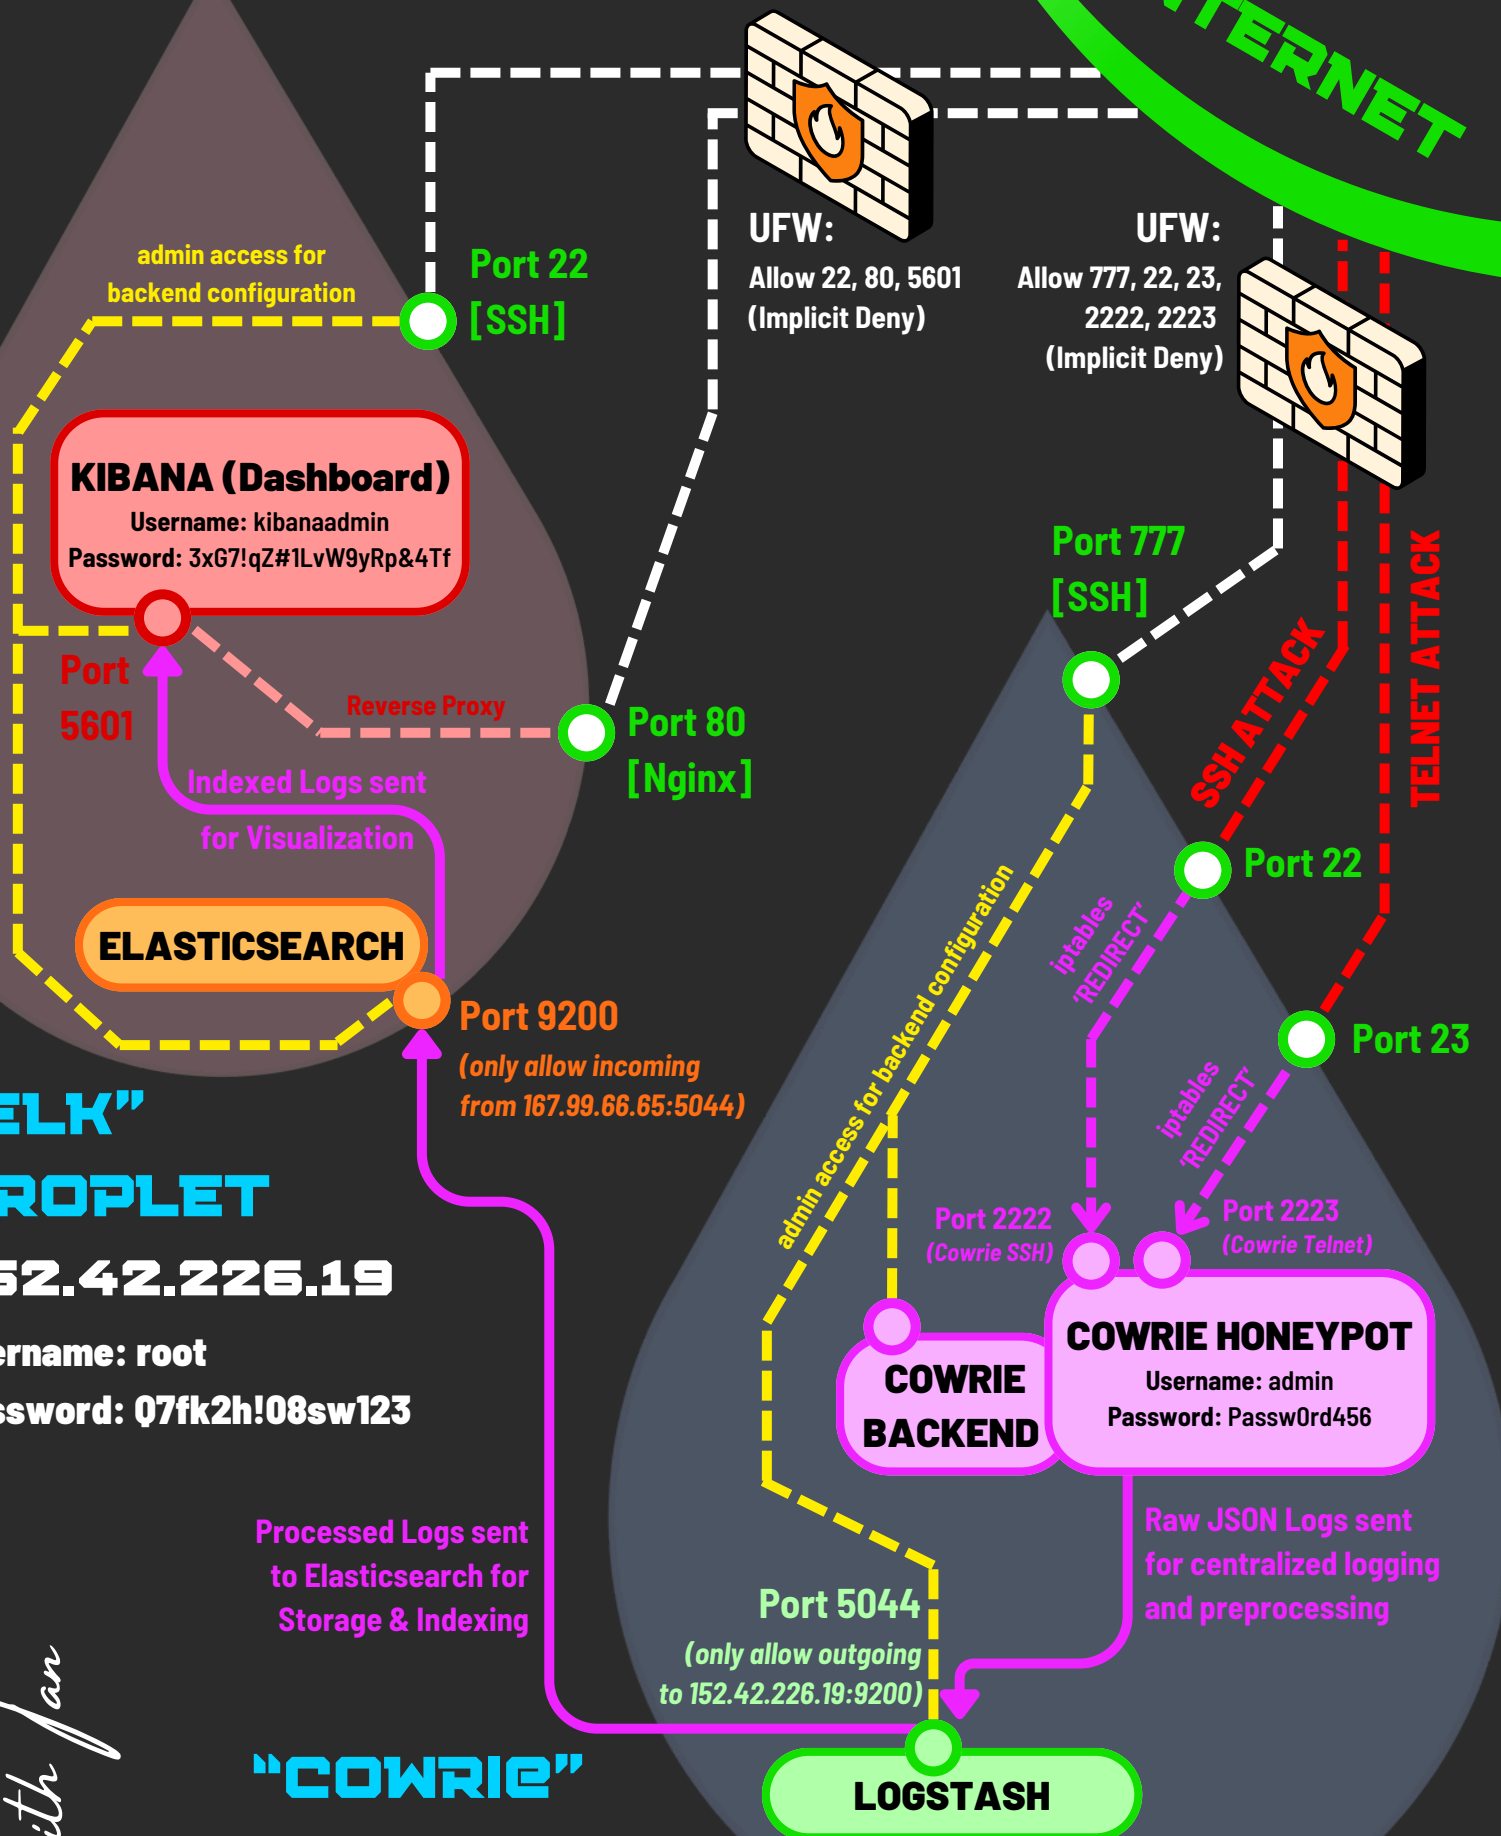 INTERNET
UFW:
Allow 22, 80, 5601
(Implicit Deny)
UFW:
Allow 777, 22, 23,
2222, 2223
(Implicit Deny)
admin access for
backend configuration
Port 22
[SSH]
KIBANA (Dashboard)
Username: kibanaadmin
Password: 3xG7!qZ#1LvW9yRp&4Tf
Port
5601
Reverse Proxy
Port 80
[Nginx]
Indexed Logs sent
for Visualization
ELASTICSEARCH
Port 9200
(only allow incoming
from 167.99.66.65:5044)
ELK”
ROPLET
52.42.226.19
ername: root
ssword: Q7fk2h!08sw123
Port 777
[SSH]
SSH ATTACK
TELNET ATTACK
Port 22
Port 23
iptables
'REDIRECT'
iptables
'REDIRECT'
admin access for backend configuration
Port 2222
(Cowrie SSH)
Port 2223
(Cowrie Telnet)
COWRIE
BACKEND
COWRIE HONEYPOT
Username: admin
Password: Passw0rd456
Raw JSON Logs sent
for centralized logging
and preprocessing
Processed Logs sent
to Elasticsearch for
Storage & Indexing
Port 5044
(only allow outgoing
to 152.42.226.19:9200)
LOGSTASH
“COWRIE”
ith Jan